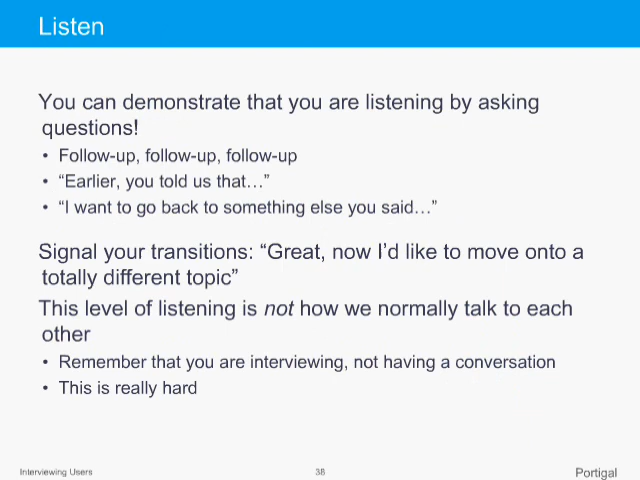 Listen
You can demonstrate that you are listening by asking
questions!
• Follow-up, follow-up, follow-up
• “Earlier, you told us that…”
• “I want to go back to something else you said…”
Signal your transitions: “Great, now I’d like to move onto a
totally different topic”
This level of listening is not how we normally talk to each
other
• Remember that you are interviewing, not having a conversation
• This is really hard
Interviewing Users
38
Portigal